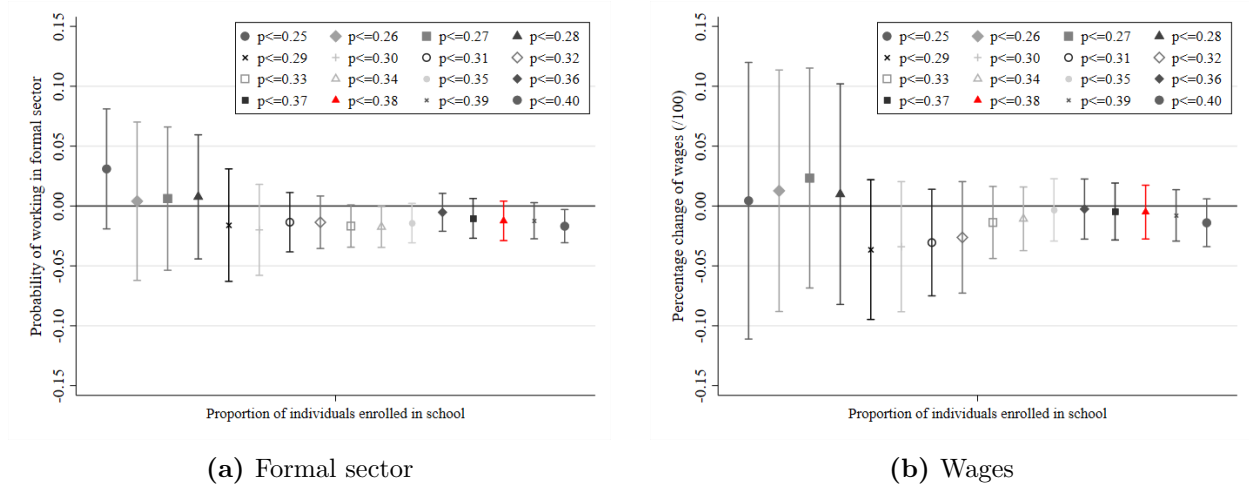 0.15
0.10
0.05
0.00
-0.05
-0.10
-0.15
Probability of working in formal sector
p<=0.25 p<=0.26 p<=0.27 p<=0.28
p<=0.29 p<=0.30 p<=0.31 p<=0.32
p<=0.33 p<=0.34 p<=0.35 p<=0.36
p<=0.37 p<=0.38 p<=0.39 p<=0.40
Proportion of individuals enrolled in school
(a) Formal sector
0.15
0.10
0.05
0.00
-0.05
-0.10
-0.15
Percentage change of wages (/100)
p<=0.25 p<=0.26 p<=0.27 p<=0.28
p<=0.29 p<=0.30 p<=0.31 p<=0.32
p<=0.33 p<=0.34 p<=0.35 p<=0.36
p<=0.37 p<=0.38 p<=0.39 p<=0.40
Proportion of individuals enrolled in school
(b) Wages